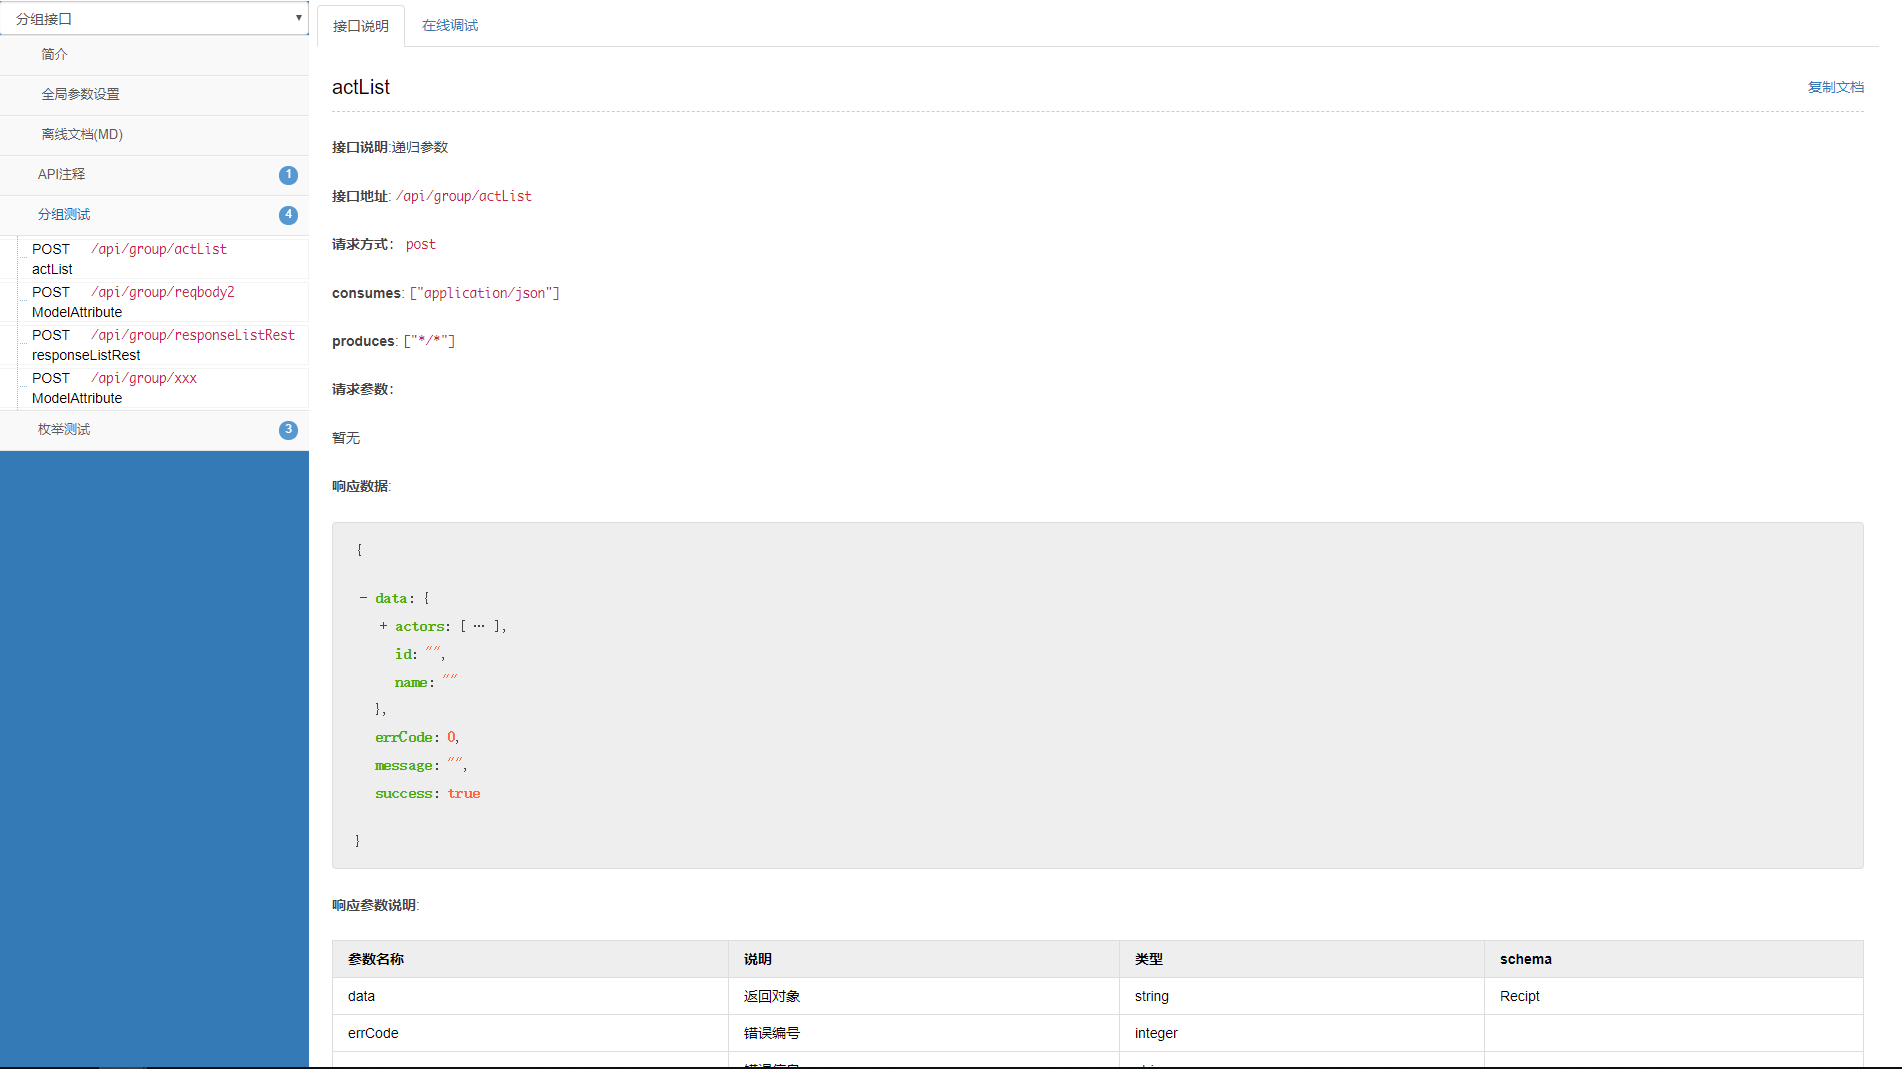 分组接口
简介
全局参数设置
离线文档(MD)
API注释 1
分组测试 4
POST /api/group/actList
actList
POST /api/group/reqbody2
ModelAttribute
POST /api/group/responseListRest
responseListRest
POST /api/group/xxx
ModelAttribute
枚举测试 3
接口说明 在线调试
actList 复制文档
接口说明:递归参数
接口地址: /api/group/actList
请求方式： post
consumes: ["application/json"]
produces: ["*/*"]
请求参数：
暂无
响应数据:
{
− data: {
+ actors: [ ··· ],
id: "",
name: ""
},
errCode: 0,
message: "",
success: true
}
响应参数说明:
参数名称 说明 类型 schema
data 返回对象 string Recipt
errCode 错误编号 integer